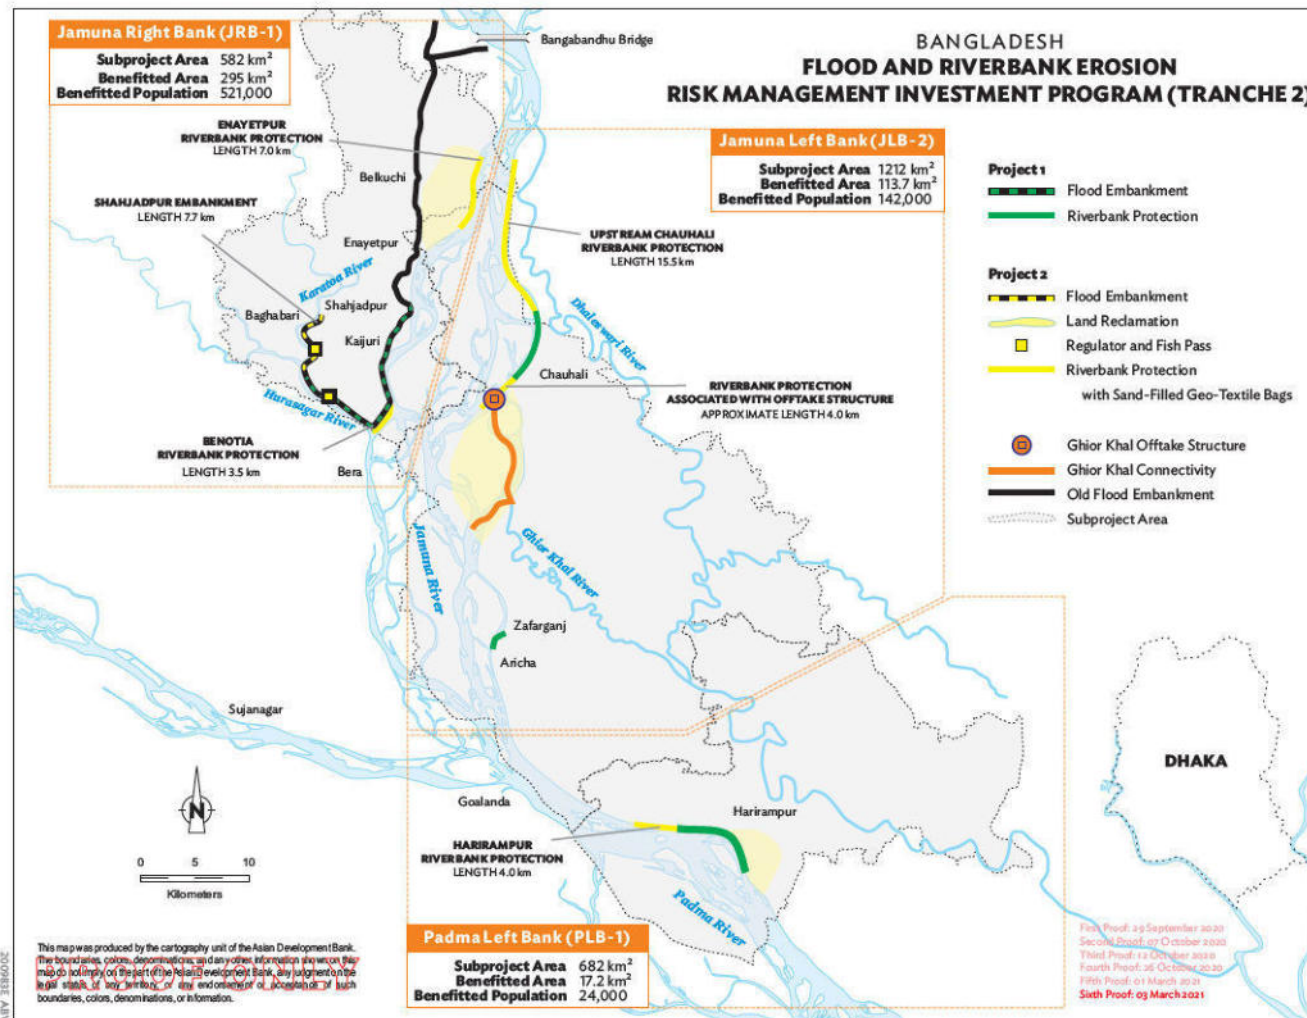 BANGLADESH
FLOOD AND RIVERBANK EROSION
RISK MANAGEMENT INVESTMENT PROGRAM (TRANCHE 2)
Jamuna Right Bank (JRB-1)
Subproject Area 582 km²
Benefitted Area 295 km²
Benefitted Population 521,000
Bangabandhu Bridge
ENAYETPUR
RIVERBANK PROTECTION
LENGTH 7.0 km
Belkuchi
SHAHJADPUR EMBANKMENT
LENGTH 7.7 km
Enayetpur
Karatoa River
Shahjadpur
Baghabari
Kaijuri
Hurasagar River
BENOTIA
RIVERBANK PROTECTION
LENGTH 3.5 km
Bera
Jamuna Left Bank (JLB-2)
Subproject Area 1212 km²
Benefitted Area 113.7 km²
Benefitted Population 142,000
UPSTREAM CHAUHALI
RIVERBANK PROTECTION
LENGTH 15.5 km
Dhaleswari River
Chauhali
RIVERBANK PROTECTION
ASSOCIATED WITH OFFTAKE STRUCTURE
APPROXIMATE LENGTH 4.0 km
Jamuna River
Ghior Khal River
Zafarganj
Aricha
Project 1
Flood Embankment
Riverbank Protection
Project 2
Flood Embankment
Land Reclamation
Regulator and Fish Pass
Riverbank Protection
with Sand-Filled Geo-Textile Bags
Ghior Khal Offtake Structure
Ghior Khal Connectivity
Old Flood Embankment
Subproject Area
Sujanagar
DHAKA
Goalanda
Harirampur
HARIRAMPUR
RIVERBANK PROTECTION
LENGTH 4.0 km
Padma River
N
0 5 10
Kilometers
Padma Left Bank (PLB-1)
Subproject Area 682 km²
Benefitted Area 17.2 km²
Benefitted Population 24,000
This map was produced by the cartography unit of the Asian Development Bank.
The boundaries, colors, denominations, and any other information shown on this
map do not imply, on the part of the Asian Development Bank, any judgment on the
legal status of any territory, or any endorsement or acceptance of such
boundaries, colors, denominations, or information.
PROOF ONLY
First Proof: 29 September 2020
Second Proof: 07 October 2020
Third Proof: 12 October 2020
Fourth Proof: 26 October 2020
Fifth Proof: 01 March 2021
Sixth Proof: 03 March 2021